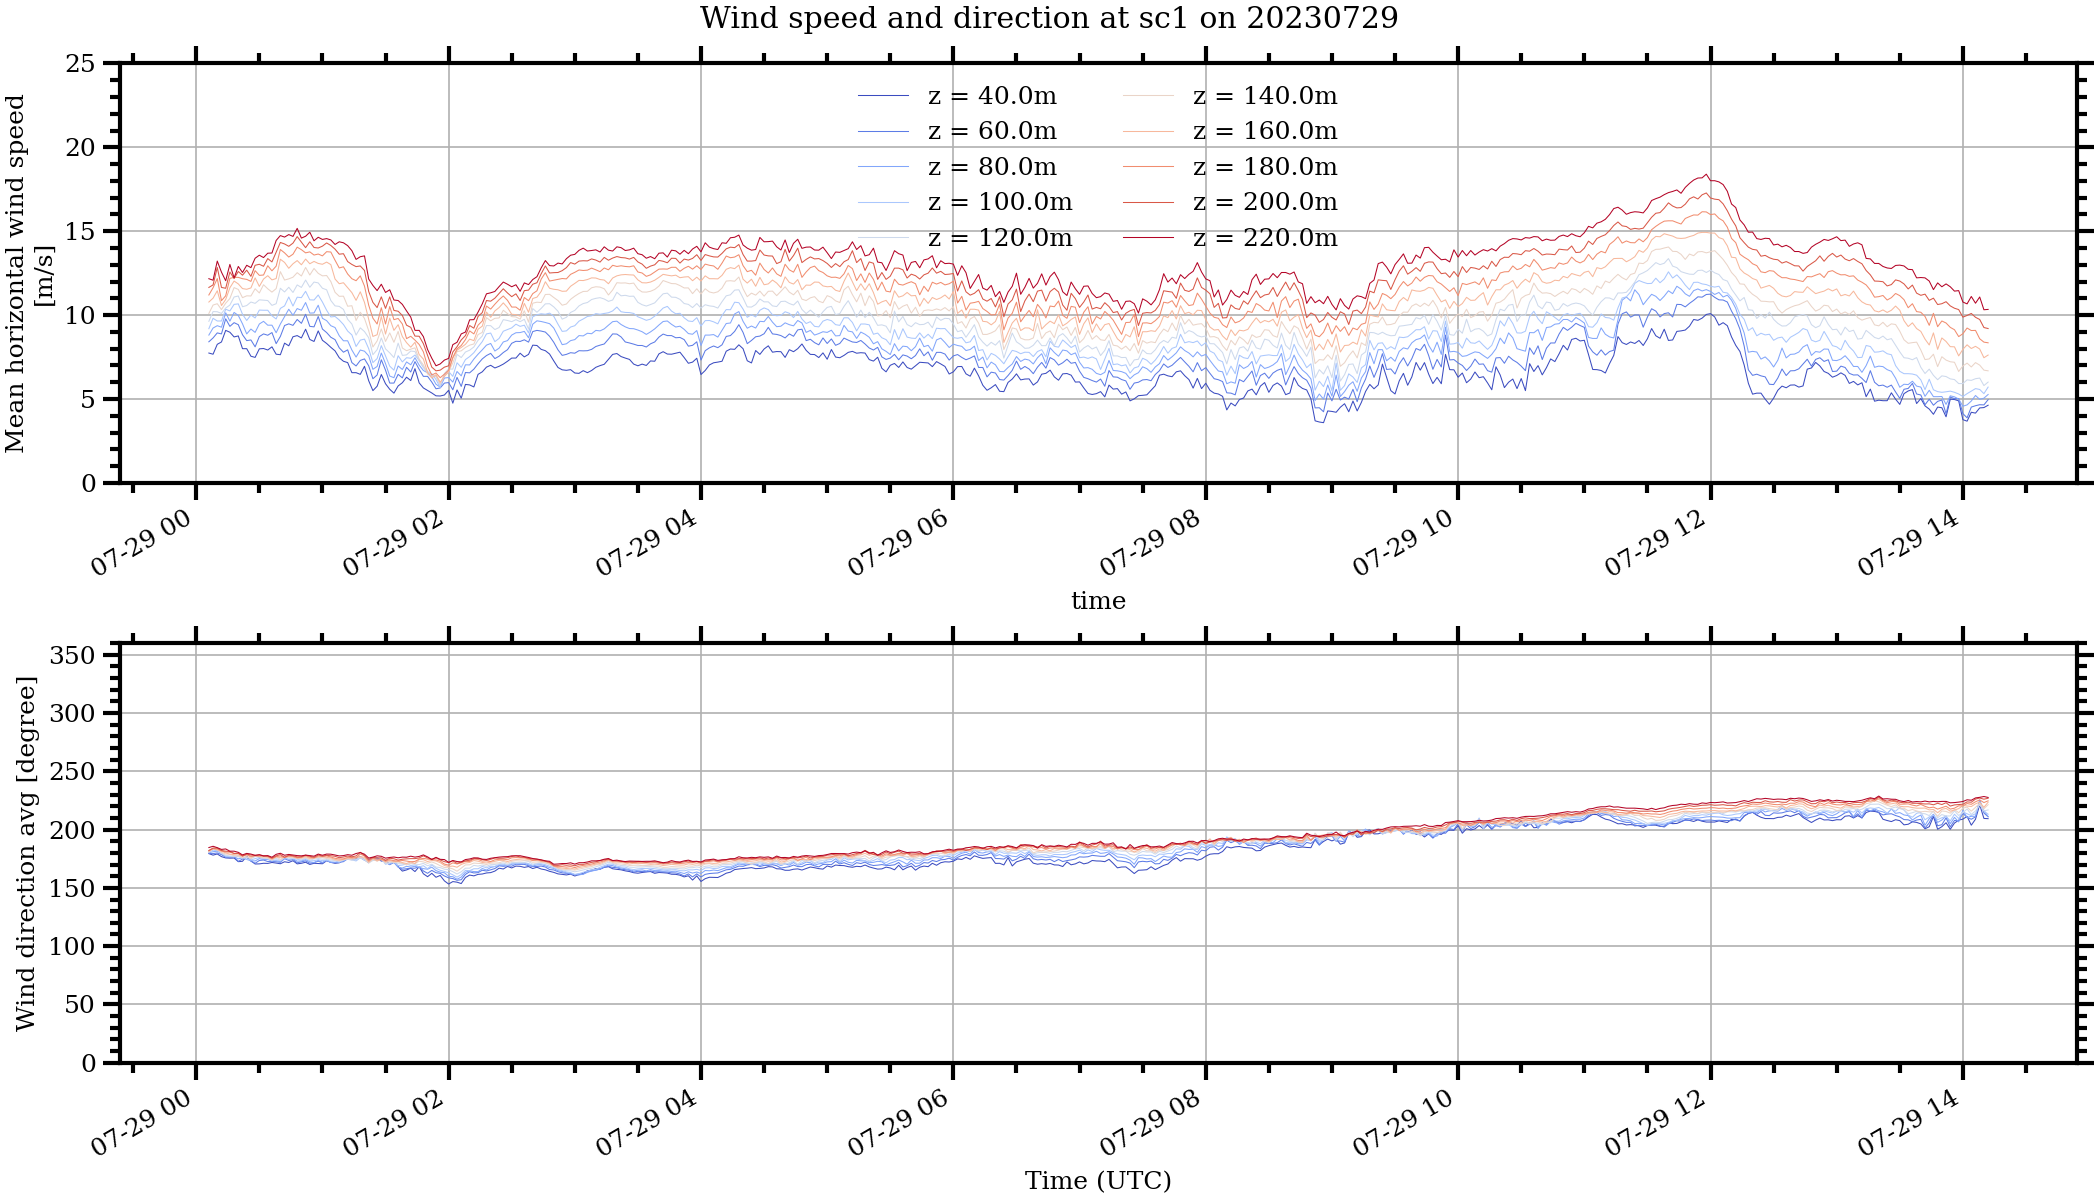 Wind speed and direction at sc1 on 20230729
Mean horizontal wind speed
[m/s]
25
20
15
10
5
0
z = 40.0m
z = 60.0m
z = 80.0m
z = 100.0m
z = 120.0m
z = 140.0m
z = 160.0m
z = 180.0m
z = 200.0m
z = 220.0m
07-29 00
07-29 02
07-29 04
07-29 06
07-29 08
07-29 10
07-29 12
07-29 14
time
Wind direction avg [degree]
350
300
250
200
150
100
50
0
07-29 00
07-29 02
07-29 04
07-29 06
07-29 08
07-29 10
07-29 12
07-29 14
Time (UTC)